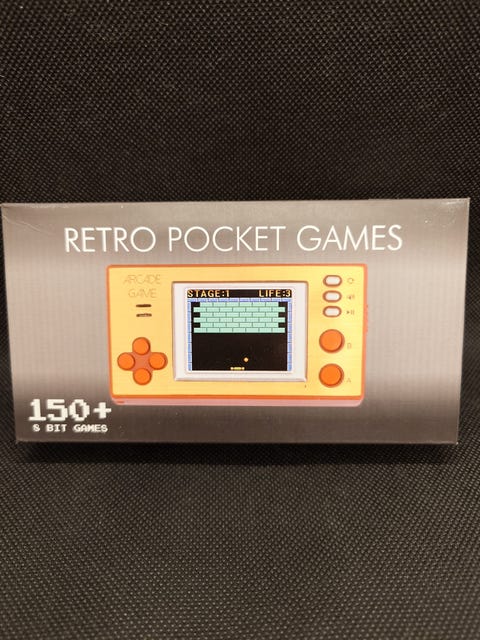 RETRO POCKET GAMES
ARCADE
GAME
STAGE:1 LIFE:3
B
A
150+
8 BIT GAMES